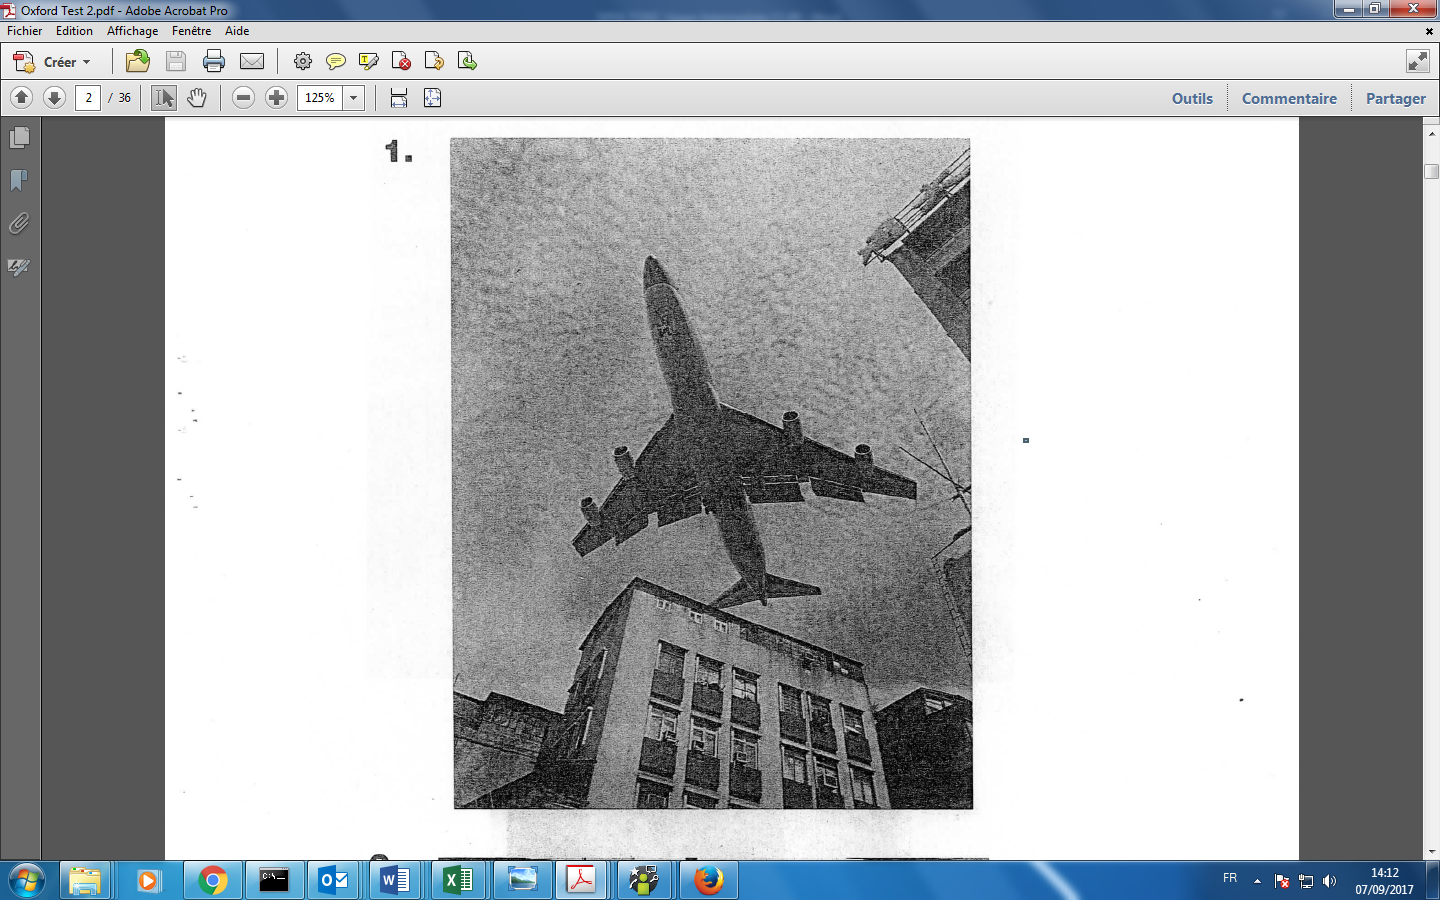 Oxford Test 2.pdf - Adobe Acrobat Pro
Fichier Edition Affichage Fenêtre Aide
Créer
2 / 36 125% Outils Commentaire Partager
1.
FR 14:12
07/09/2017